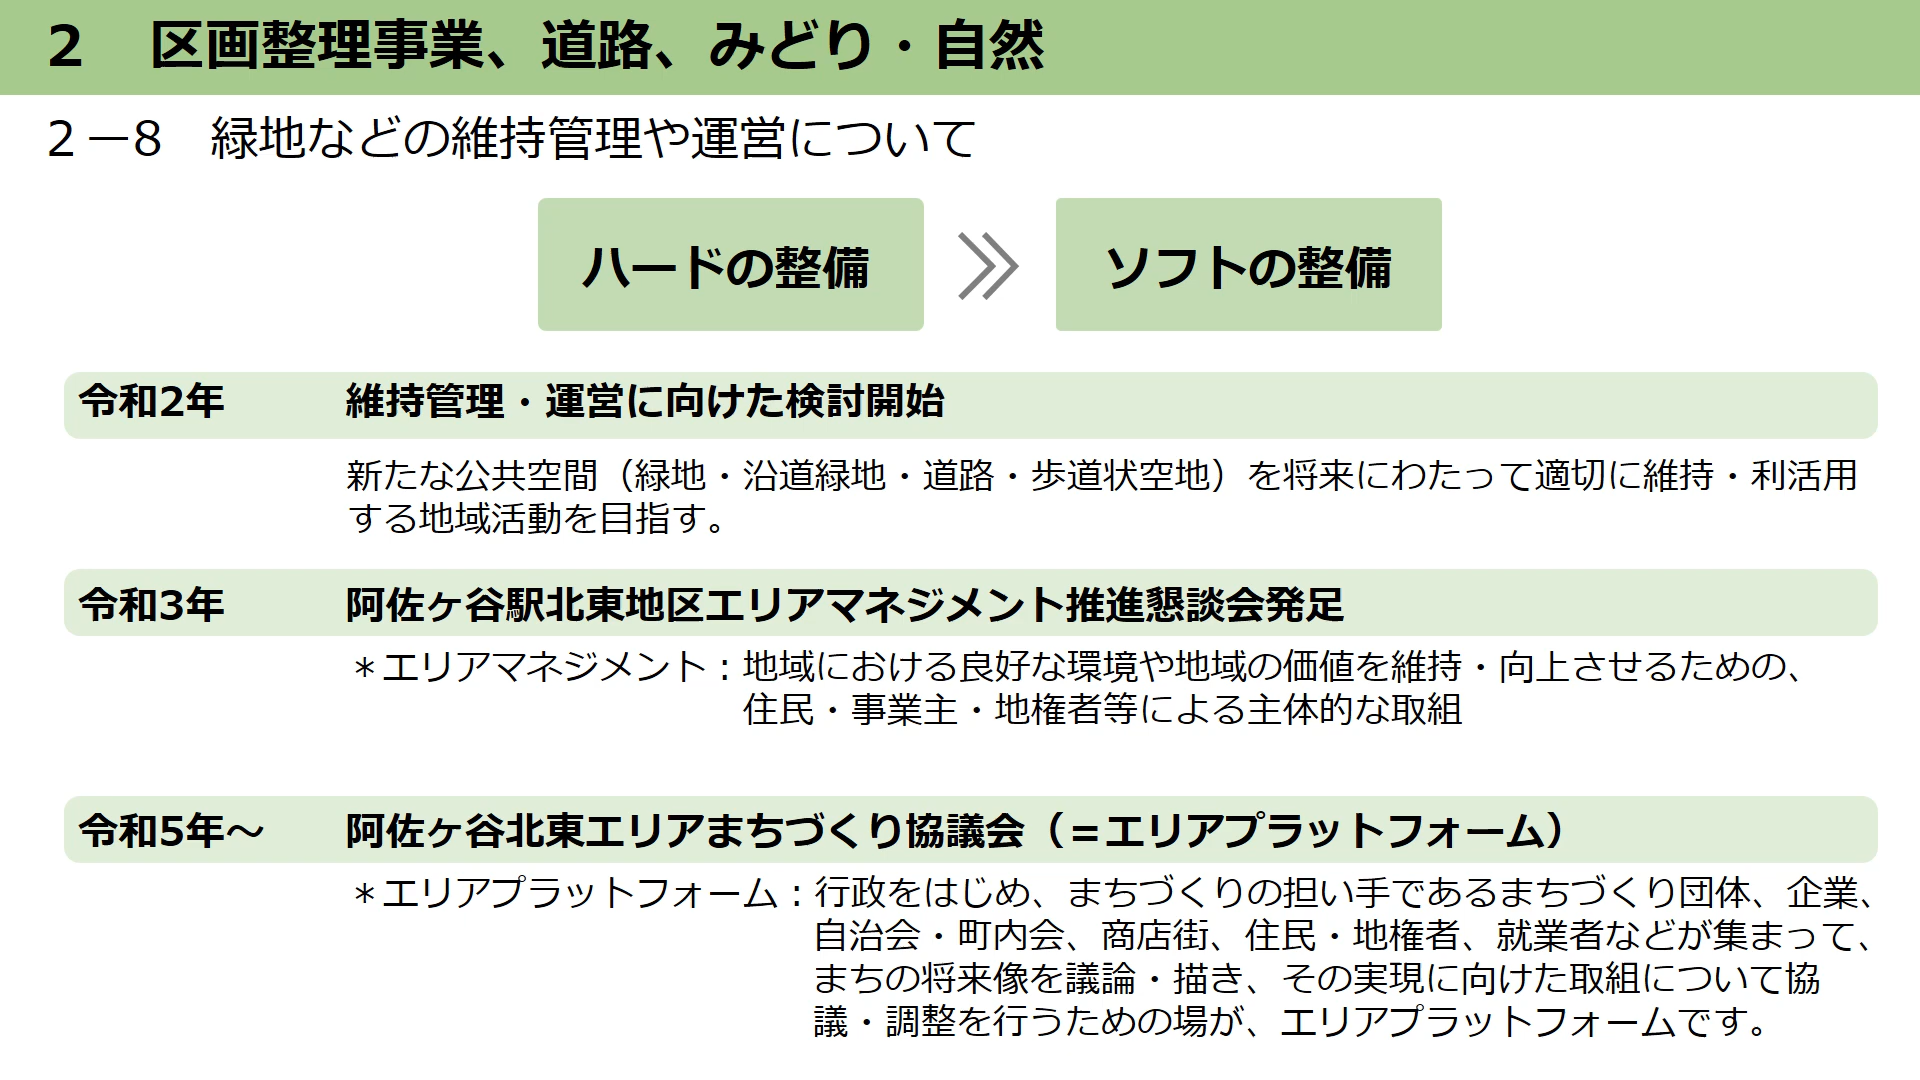 2　区画整理事業、道路、みどり・自然
２－８　緑地などの維持管理や運営について
ハードの整備
ソフトの整備
令和2年　維持管理・運営に向けた検討開始
新たな公共空間（緑地・沿道緑地・道路・歩道状空地）を将来にわたって適切に維持・利活用
する地域活動を目指す。
令和3年　阿佐ヶ谷駅北東地区エリアマネジメント推進懇談会発足
＊エリアマネジメント：地域における良好な環境や地域の価値を維持・向上させるための、
住民・事業主・地権者等による主体的な取組
令和5年～　阿佐ヶ谷北東エリアまちづくり協議会（＝エリアプラットフォーム）
＊エリアプラットフォーム：行政をはじめ、まちづくりの担い手であるまちづくり団体、企業、
自治会・町内会、商店街、住民・地権者、就業者などが集まって、
まちの将来像を議論・描き、その実現に向けた取組について協
議・調整を行うための場が、エリアプラットフォームです。